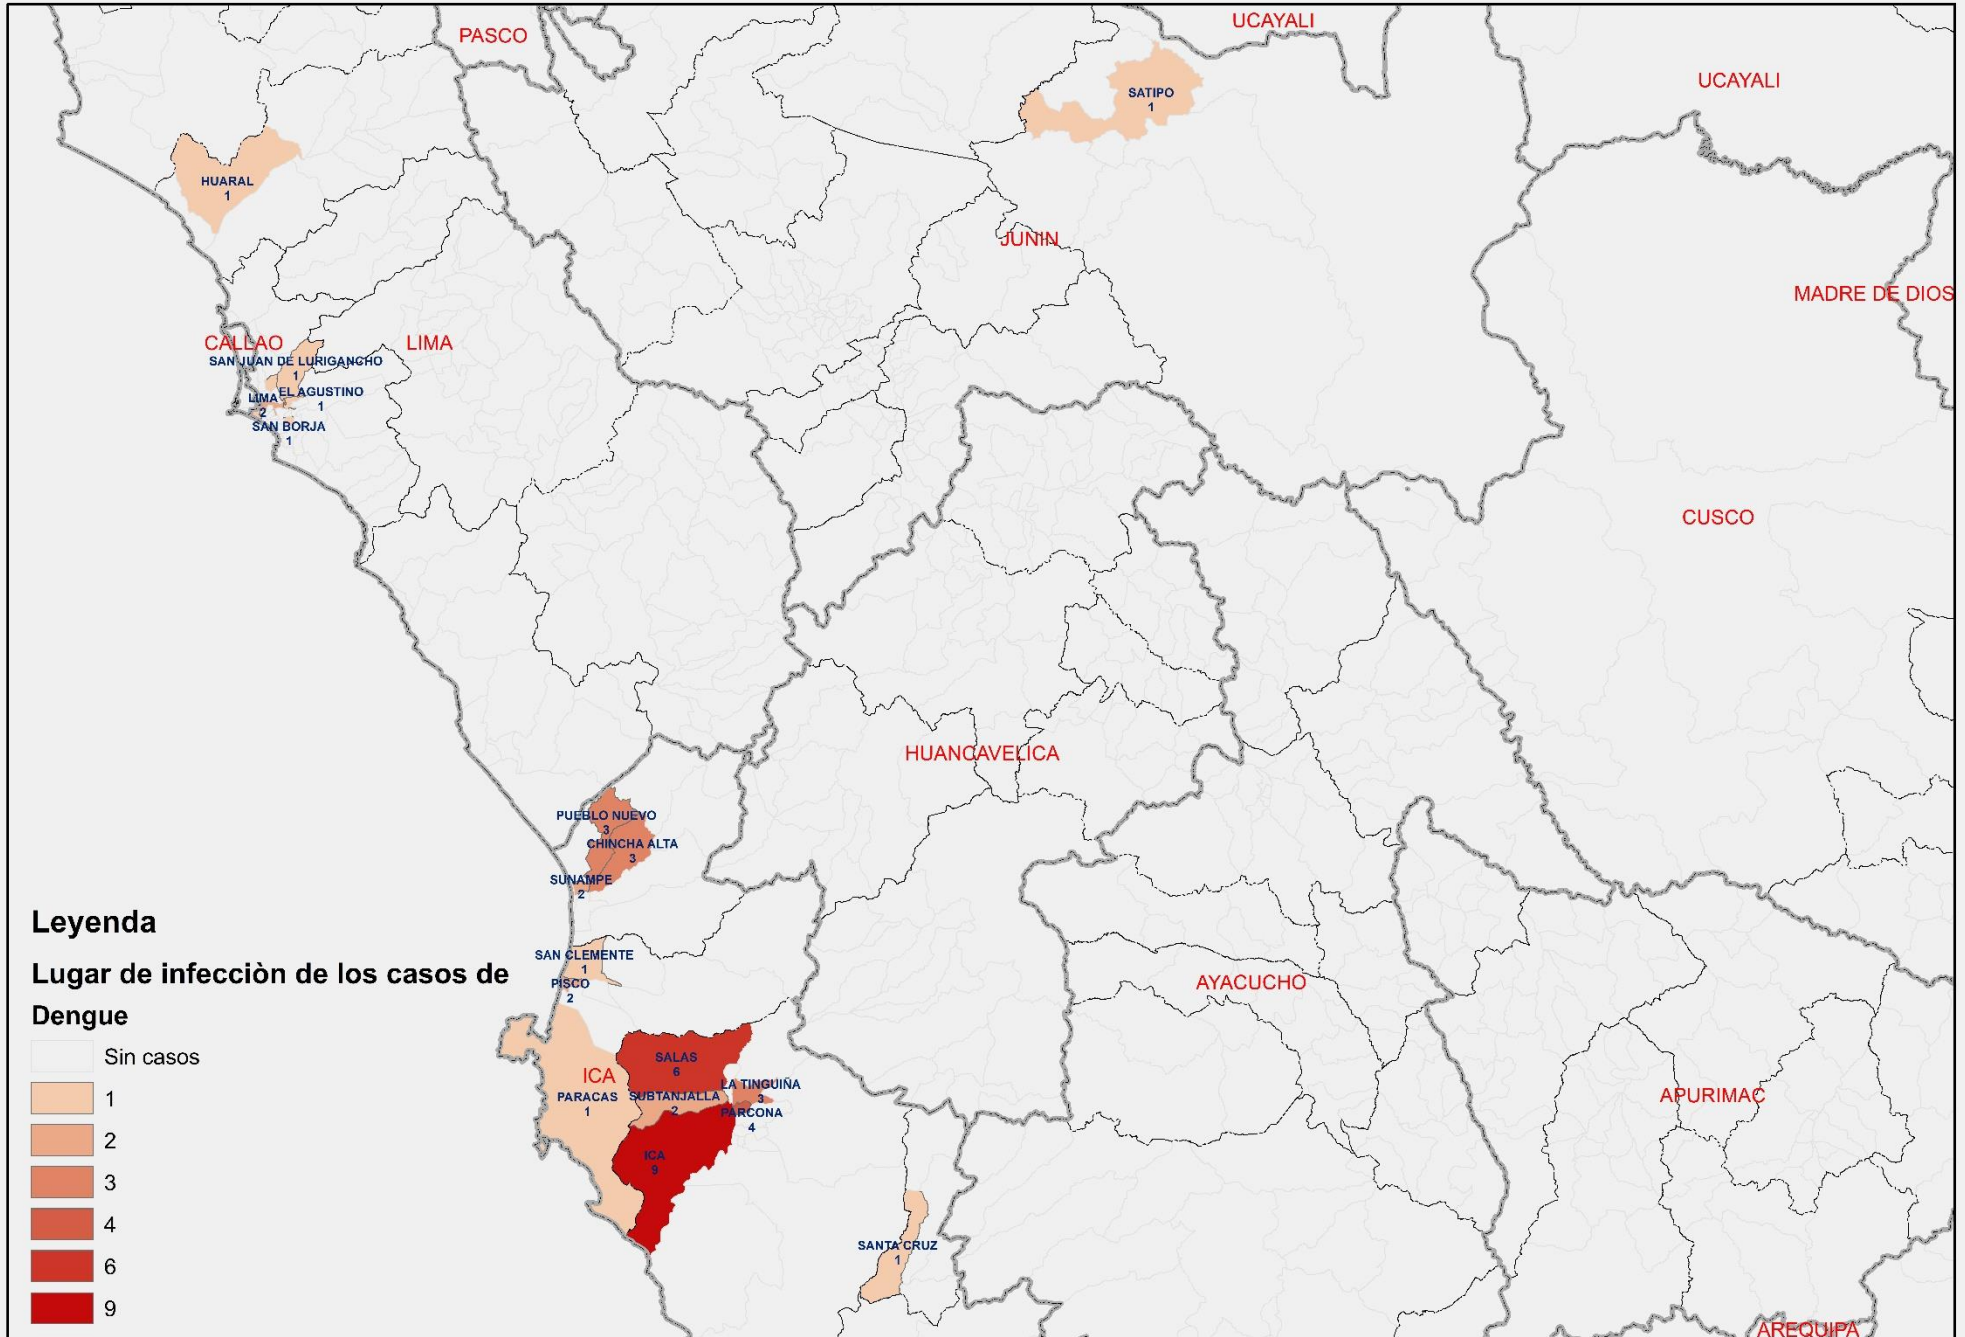 UCAYALI
PASCO
UCAYALI
SATIPO
1
HUARAL
1
JUNIN
MADRE DE DIOS
CALLAO
LIMA
SAN JUAN DE LURIGANCHO
1
EL AGUSTINO
1
LIMA
2
SAN BORJA
1
CUSCO
HUANCAVELICA
PUEBLO NUEVO
3
CHINCHA ALTA
3
SUNAMPE
2
SAN CLEMENTE
1
PISCO
2
AYACUCHO
SALAS
6
ICA
PARACAS
1
SUBTANJALLA
2
LA TINGUIÑA
3
PARCONA
4
APURIMAC
ICA
9
SANTA CRUZ
1
AREQUIPA
Leyenda
Lugar de infecciòn de los casos de
Dengue
Sin casos
1
2
3
4
6
9